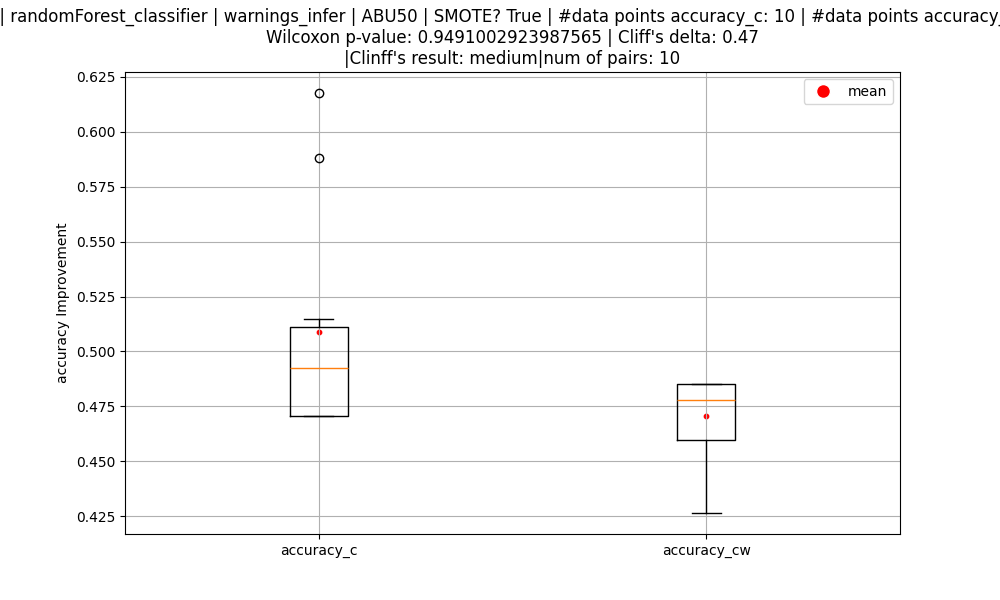 | randomForest_classifier | warnings_infer | ABU50 | SMOTE? True | #data points accuracy_c: 10 | #data points accuracy_
Wilcoxon p-value: 0.9491002923987565 | Cliff's delta: 0.47
|Clinff's result: medium|num of pairs: 10
mean
0.625
0.600
0.575
0.550
0.525
0.500
0.475
0.450
0.425
accuracy Improvement
accuracy_c
accuracy_cw